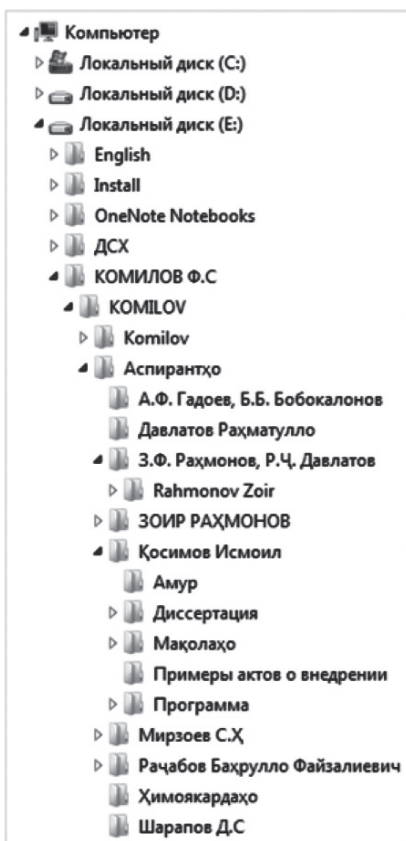 Компьютер
Локальный диск (C:)
Локальный диск (D:)
Локальный диск (E:)
English
Install
OneNote Notebooks
ДСХ
КОМИЛОВ Ф.С
KOMILOV
Komilov
Аспирантҳо
А.Ф. Гадоев, Б.Б. Бобокалонов
Давлатов Раҳматулло
З.Ф. Раҳмонов, Р.Ҷ. Давлатов
Rahmonov Zoir
ЗОИР РАҲМОНОВ
Қосимов Исмоил
Амур
Диссертация
Мақолаҳо
Примеры актов о внедрении
Программа
Мирзоев С.Ҳ
Раҷабов Баҳрулло Файзалиевич
Ҳимоякардаҳо
Шарапов Д.С